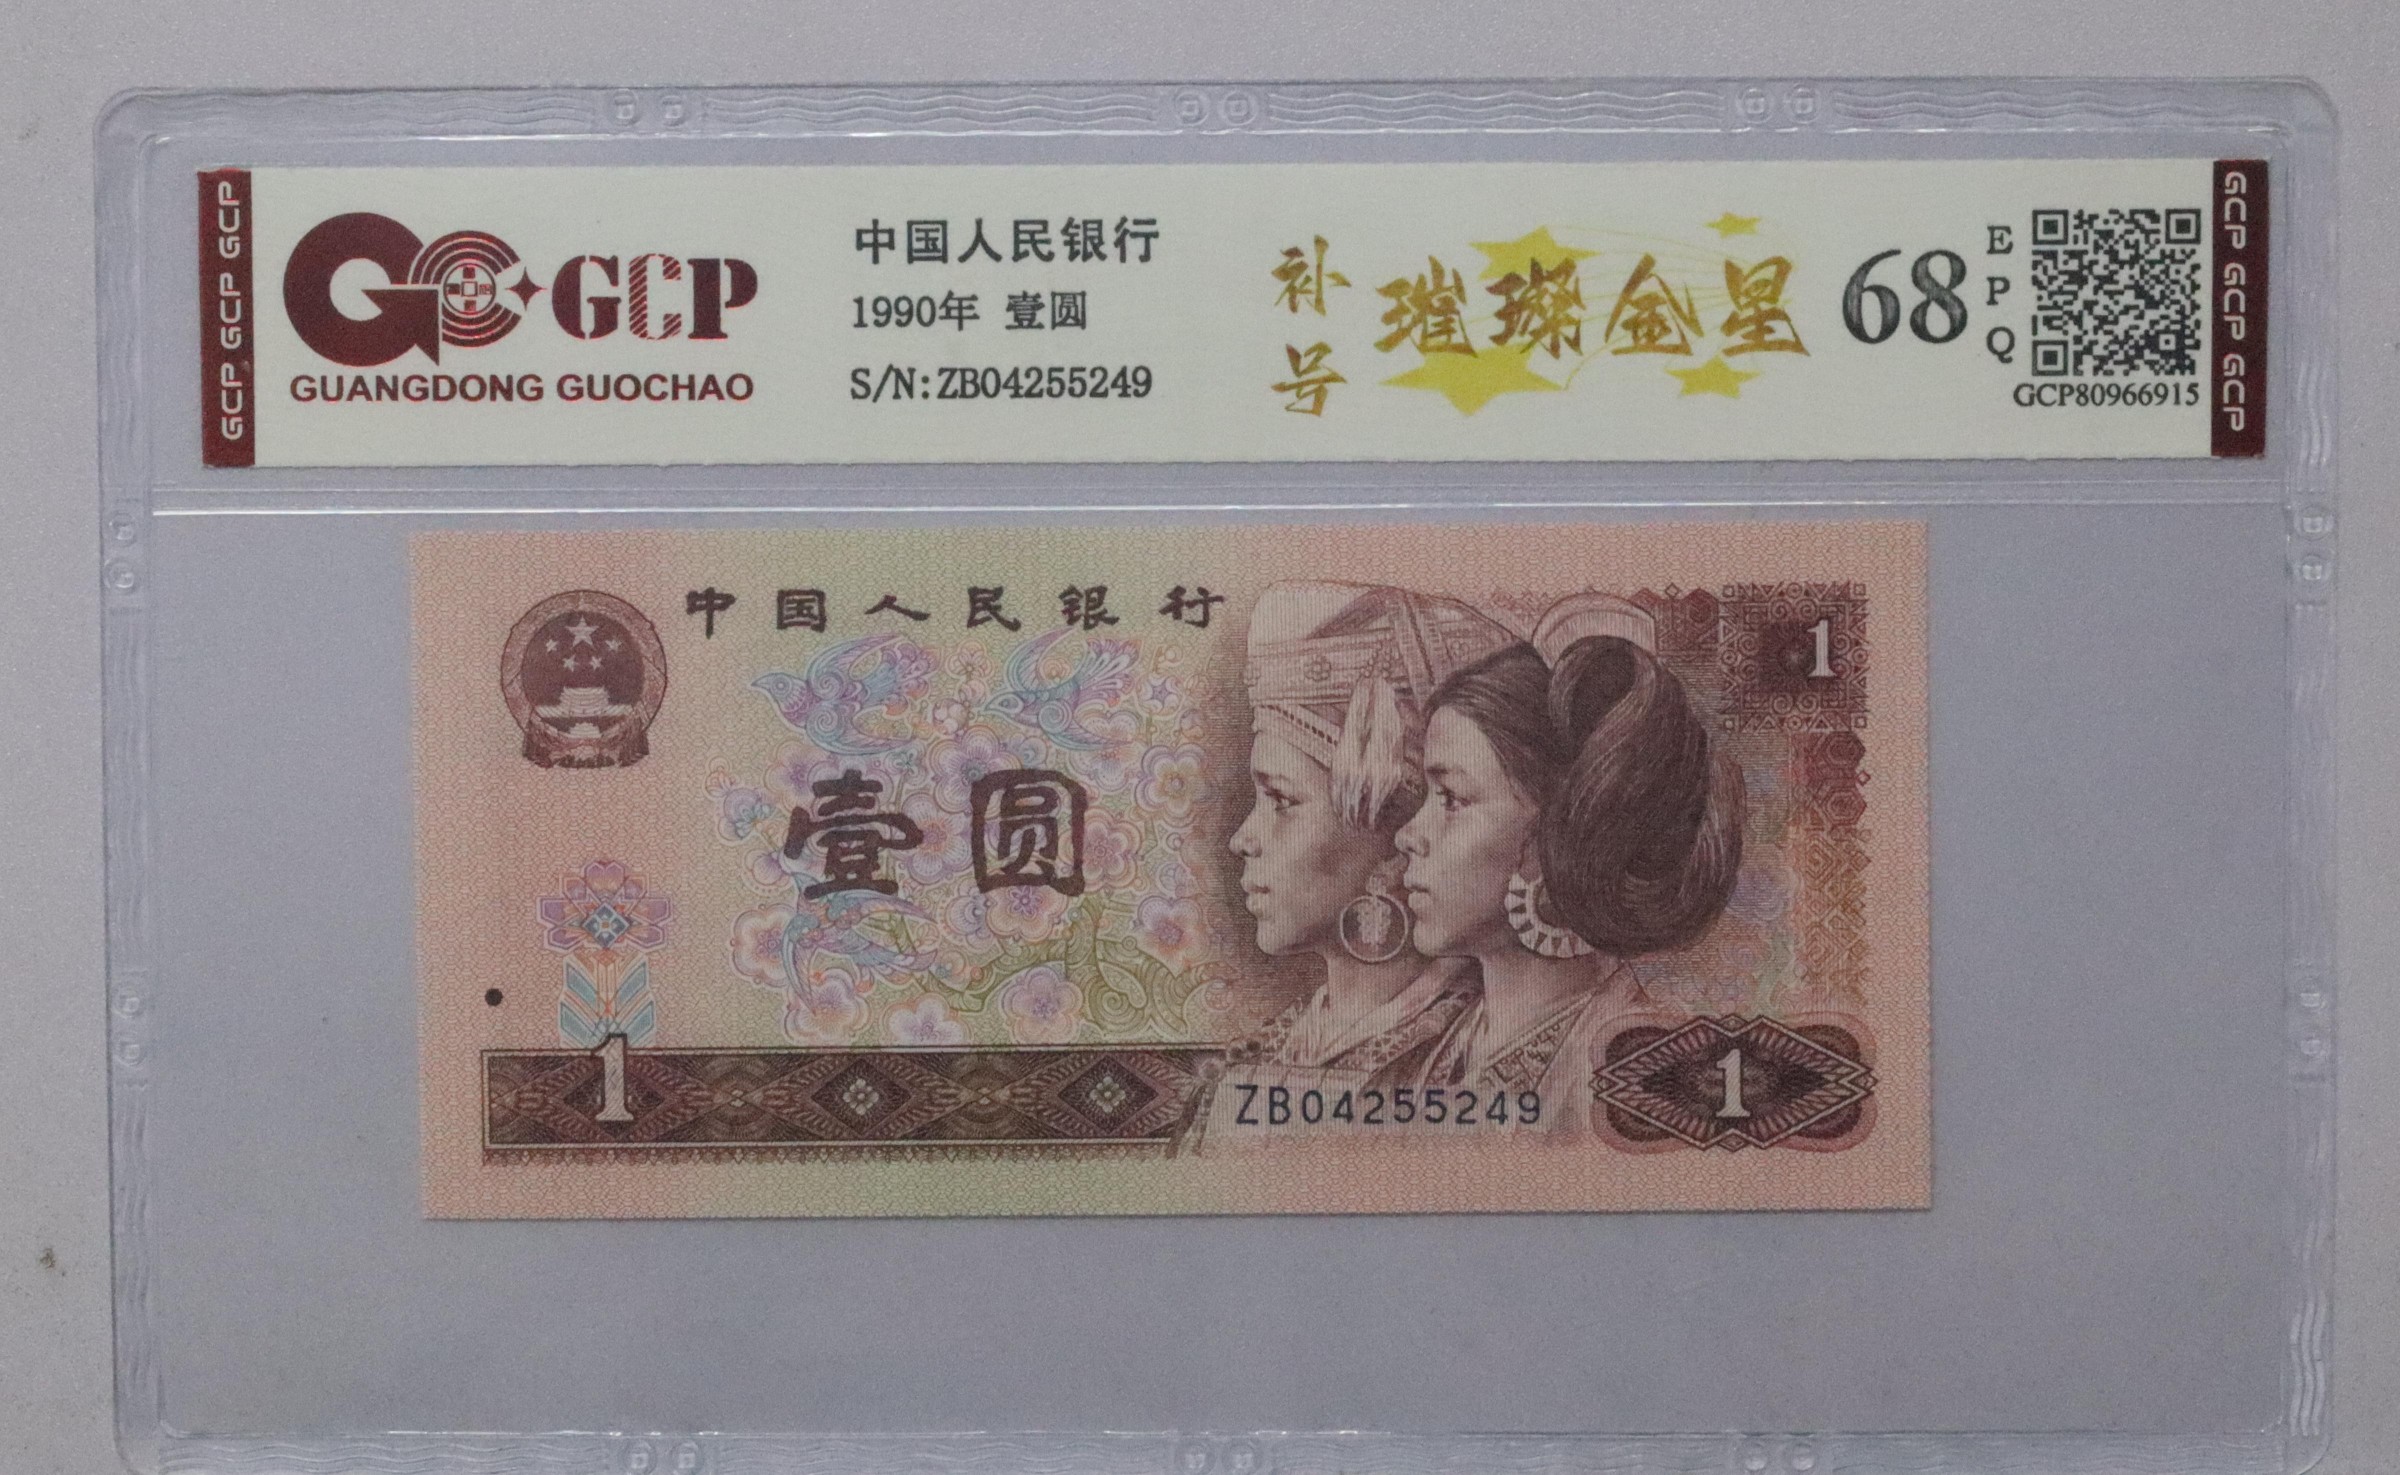 GCP GCP GCP
GCP
GUANGDONG GUOCHAO
中国人民银行
1990年 壹圆
S/N:ZB04255249
补号
璀璨金星
68
EPQ
GCP80966915
GCP GCP GCP
中国人民银行
1
壹圆
1
ZB04255249
1